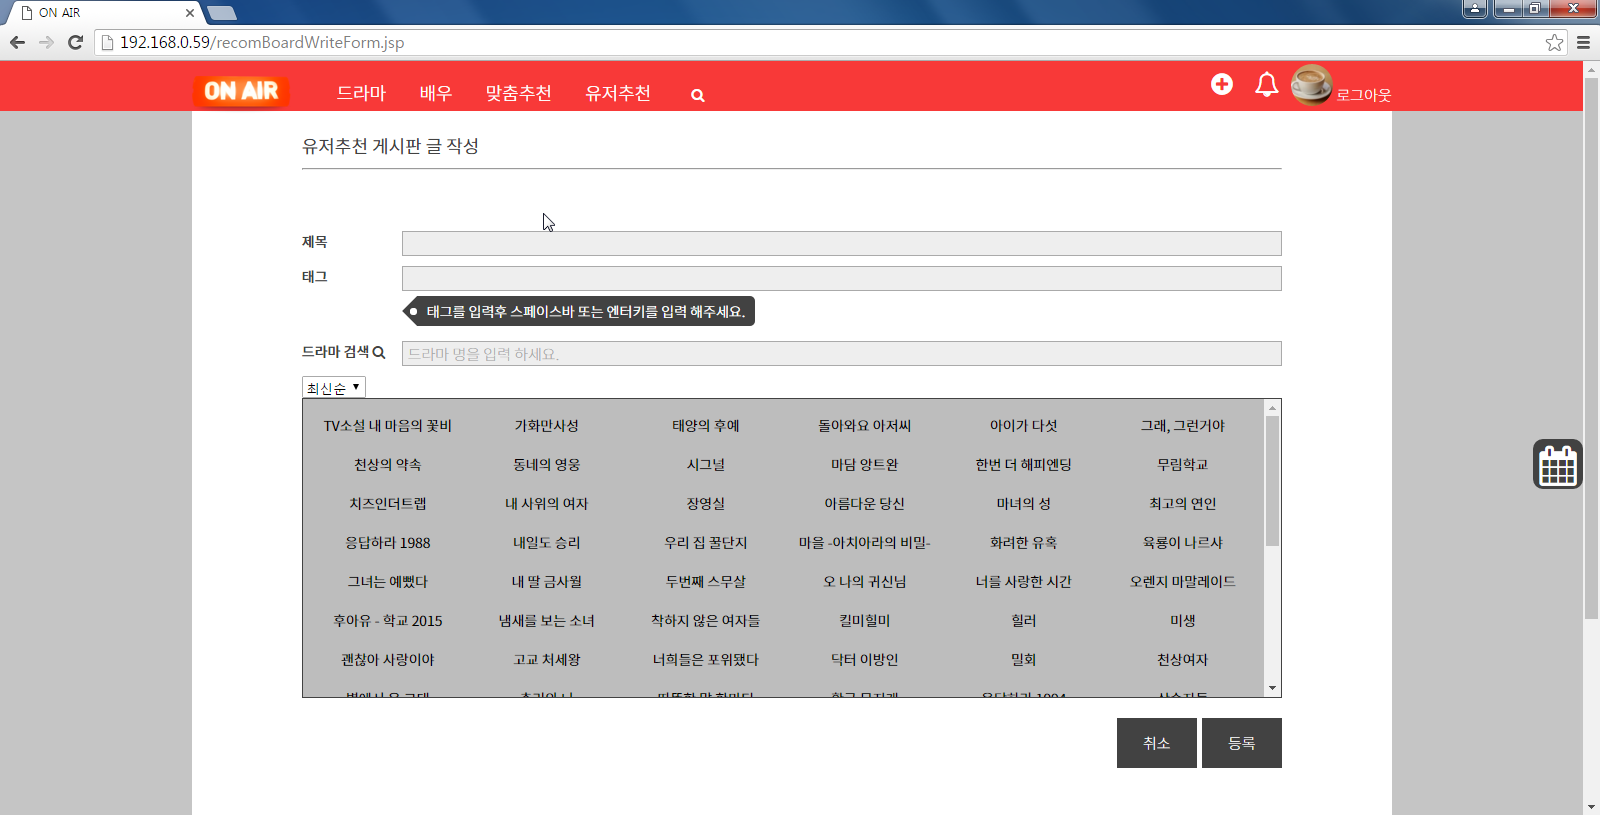 ON AIR
192.168.0.59/recomBoardWriteForm.jsp
ON AIR 드라마 배우 맞춤추천 유저추천 로그아웃
유저추천 게시판 글 작성
제목
태그
태그를 입력후 스페이스바 또는 엔터키를 입력 해주세요.
드라마 검색 드라마 명을 입력 하세요.
최신순
TV소설 내 마음의 꽃비 가화만사성 태양의 후예 돌아와요 아저씨 아이가 다섯 그래, 그런거야
천상의 약속 동네의 영웅 시그널 마담 앙트완 한번 더 해피엔딩 무림학교
치즈인더트랩 내 사위의 여자 장영실 아름다운 당신 마녀의 성 최고의 연인
응답하라 1988 내일도 승리 우리 집 꿀단지 마을 -아치아라의 비밀- 화려한 유혹 육룡이 나르샤
그녀는 예뻤다 내 딸 금사월 두번째 스무살 오 나의 귀신님 너를 사랑한 시간 오렌지 마말레이드
후아유 - 학교 2015 냄새를 보는 소녀 착하지 않은 여자들 킬미힐미 힐러 미생
괜찮아 사랑이야 고교 처세왕 너희들은 포위됐다 닥터 이방인 밀회 천상여자
취소 등록